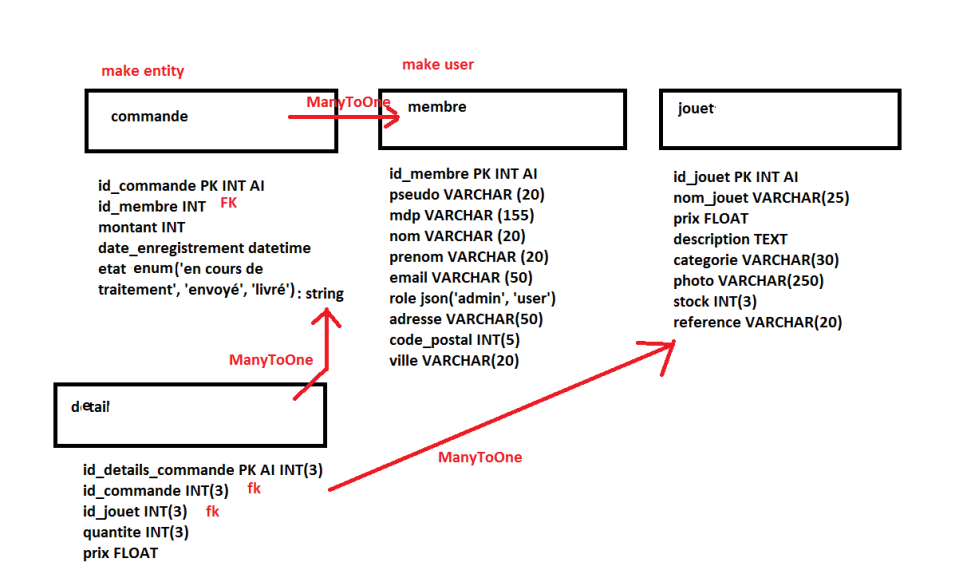 make entity
make user
commande
ManyToOne
membre
jouet
id_commande PK INT AI
id_membre INT FK
montant INT
date_enregistrement datetime
etat enum('en cours de
traitement', 'envoyé', 'livré') : string
id_membre PK INT AI
pseudo VARCHAR (20)
mdp VARCHAR (155)
nom VARCHAR (20)
prenom VARCHAR (20)
email VARCHAR (50)
role json('admin', 'user')
adresse VARCHAR(50)
code_postal INT(5)
ville VARCHAR(20)
id_jouet PK INT AI
nom_jouet VARCHAR(25)
prix FLOAT
description TEXT
categorie VARCHAR(30)
photo VARCHAR(250)
stock INT(3)
reference VARCHAR(20)
ManyToOne
detail
ManyToOne
id_details_commande PK AI INT(3)
id_commande INT(3) fk
id_jouet INT(3) fk
quantite INT(3)
prix FLOAT